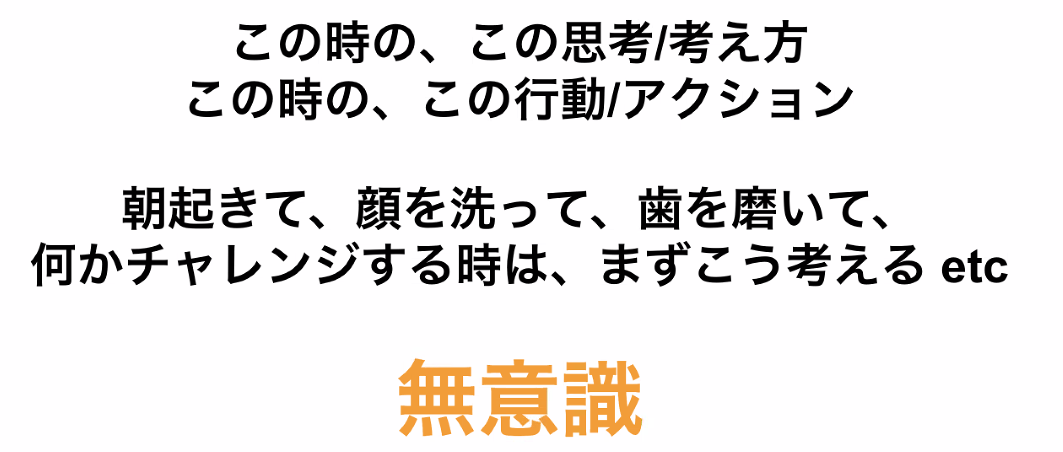 この時の、この思考/考え方
この時の、この行動/アクション
朝起きて、顔を洗って、歯を磨いて、
何かチャレンジする時は、まずこう考える etc
無意識